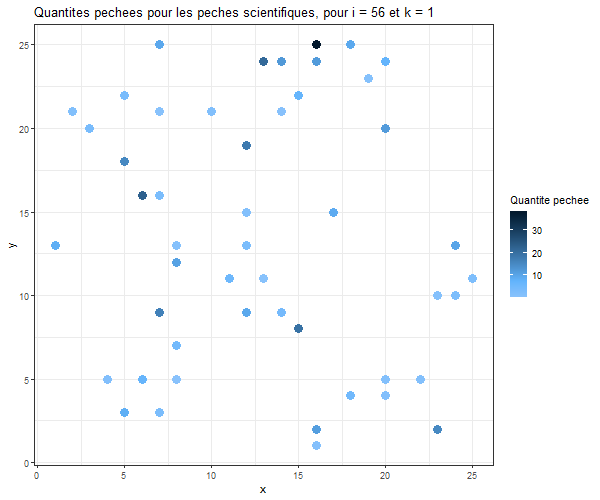 Quantites pechees pour les peches scientifiques, pour i = 56 et k = 1
25
20
15
10
5
0
y
0 5 10 15 20 25
x
Quantite pechee
30
20
10